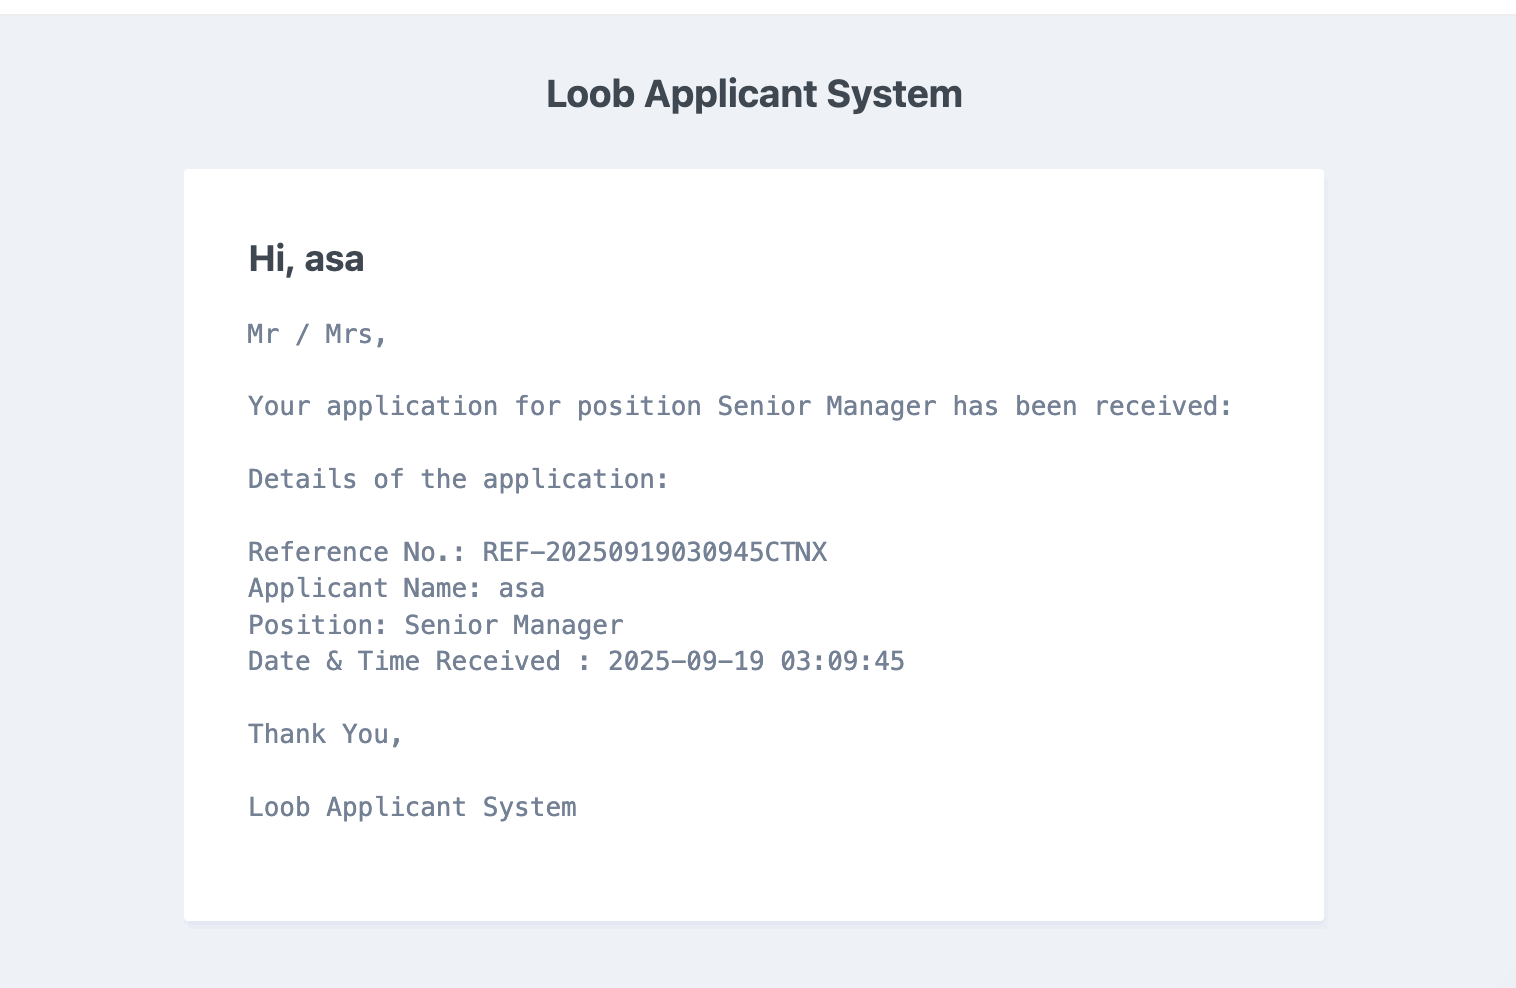 Loob Applicant System
Hi, asa
Mr / Mrs,
Your application for position Senior Manager has been received:
Details of the application:
Reference No.: REF-20250919030945CTNX
Applicant Name: asa
Position: Senior Manager
Date & Time Received : 2025-09-19 03:09:45
Thank You,
Loob Applicant System